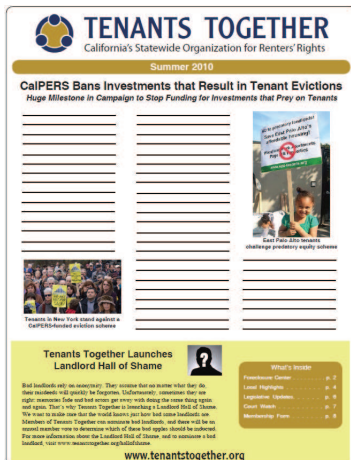 TENANTS TOGETHER
California's Statewide Organization for Renters' Rights
Summer 2010
CalPERS Bans Investments that Result in Tenant Evictions
Huge Milestone in Campaign to Stop Funding for Investments that Prey on Tenants
East Palo Alto tenants
challenge predatory equity scheme
Tenants in New York stand against a
CalPERS-funded eviction scheme
Tenants Together Launches
Landlord Hall of Shame
Bad landlords rely on anonymity. They assume that no matter what they do,
their misdeeds will quickly be forgotten. Unfortunately, sometimes they are
right: memories fade and bad actors get away with doing the same thing again
and again. That's why Tenants Together is launching a Landlord Hall of Shame.
We want to make sure that the world knows just how bad some landlords are.
Members of Tenants Together can nominate bad landlords, and there will be an
annual member vote to determine which of these bad apples should be inducted.
For more information about the Landlord Hall of Shame, and to nominate a bad
landlord, visit www.tenantstogether.org/hallofshame.
What's Inside
Foreclosure Center p. 2
Local Highlights p. 4
Legislative Updates p. 6
Court Watch p. 7
Membership Form p. 8
www.tenantstogether.org